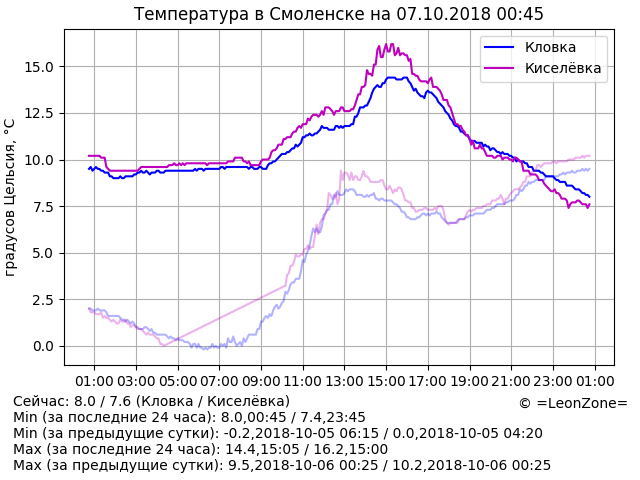 Температура в Смоленске на 07.10.2018 00:45
Кловка
Киселёвка
градусов Цельсия, °C
15.0
12.5
10.0
7.5
5.0
2.5
0.0
01:00 03:00 05:00 07:00 09:00 11:00 13:00 15:00 17:00 19:00 21:00 23:00 01:00
Сейчас: 8.0 / 7.6 (Кловка / Киселёвка)
© =LeonZone=
Min (за последние 24 часа): 8.0,00:45 / 7.4,23:45
Min (за предыдущие сутки): -0.2,2018-10-05 06:15 / 0.0,2018-10-05 04:20
Max (за последние 24 часа): 14.4,15:05 / 16.2,15:00
Max (за предыдущие сутки): 9.5,2018-10-06 00:25 / 10.2,2018-10-06 00:25